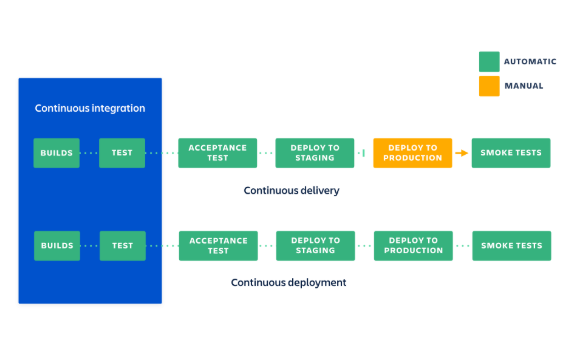 AUTOMATIC
MANUAL
Continuous integration
BUILDS
TEST
ACCEPTANCE
TEST
DEPLOY TO
STAGING
DEPLOY TO
PRODUCTION
SMOKE TESTS
Continuous delivery
BUILDS
TEST
ACCEPTANCE
TEST
DEPLOY TO
STAGING
DEPLOY TO
PRODUCTION
SMOKE TESTS
Continuous deployment